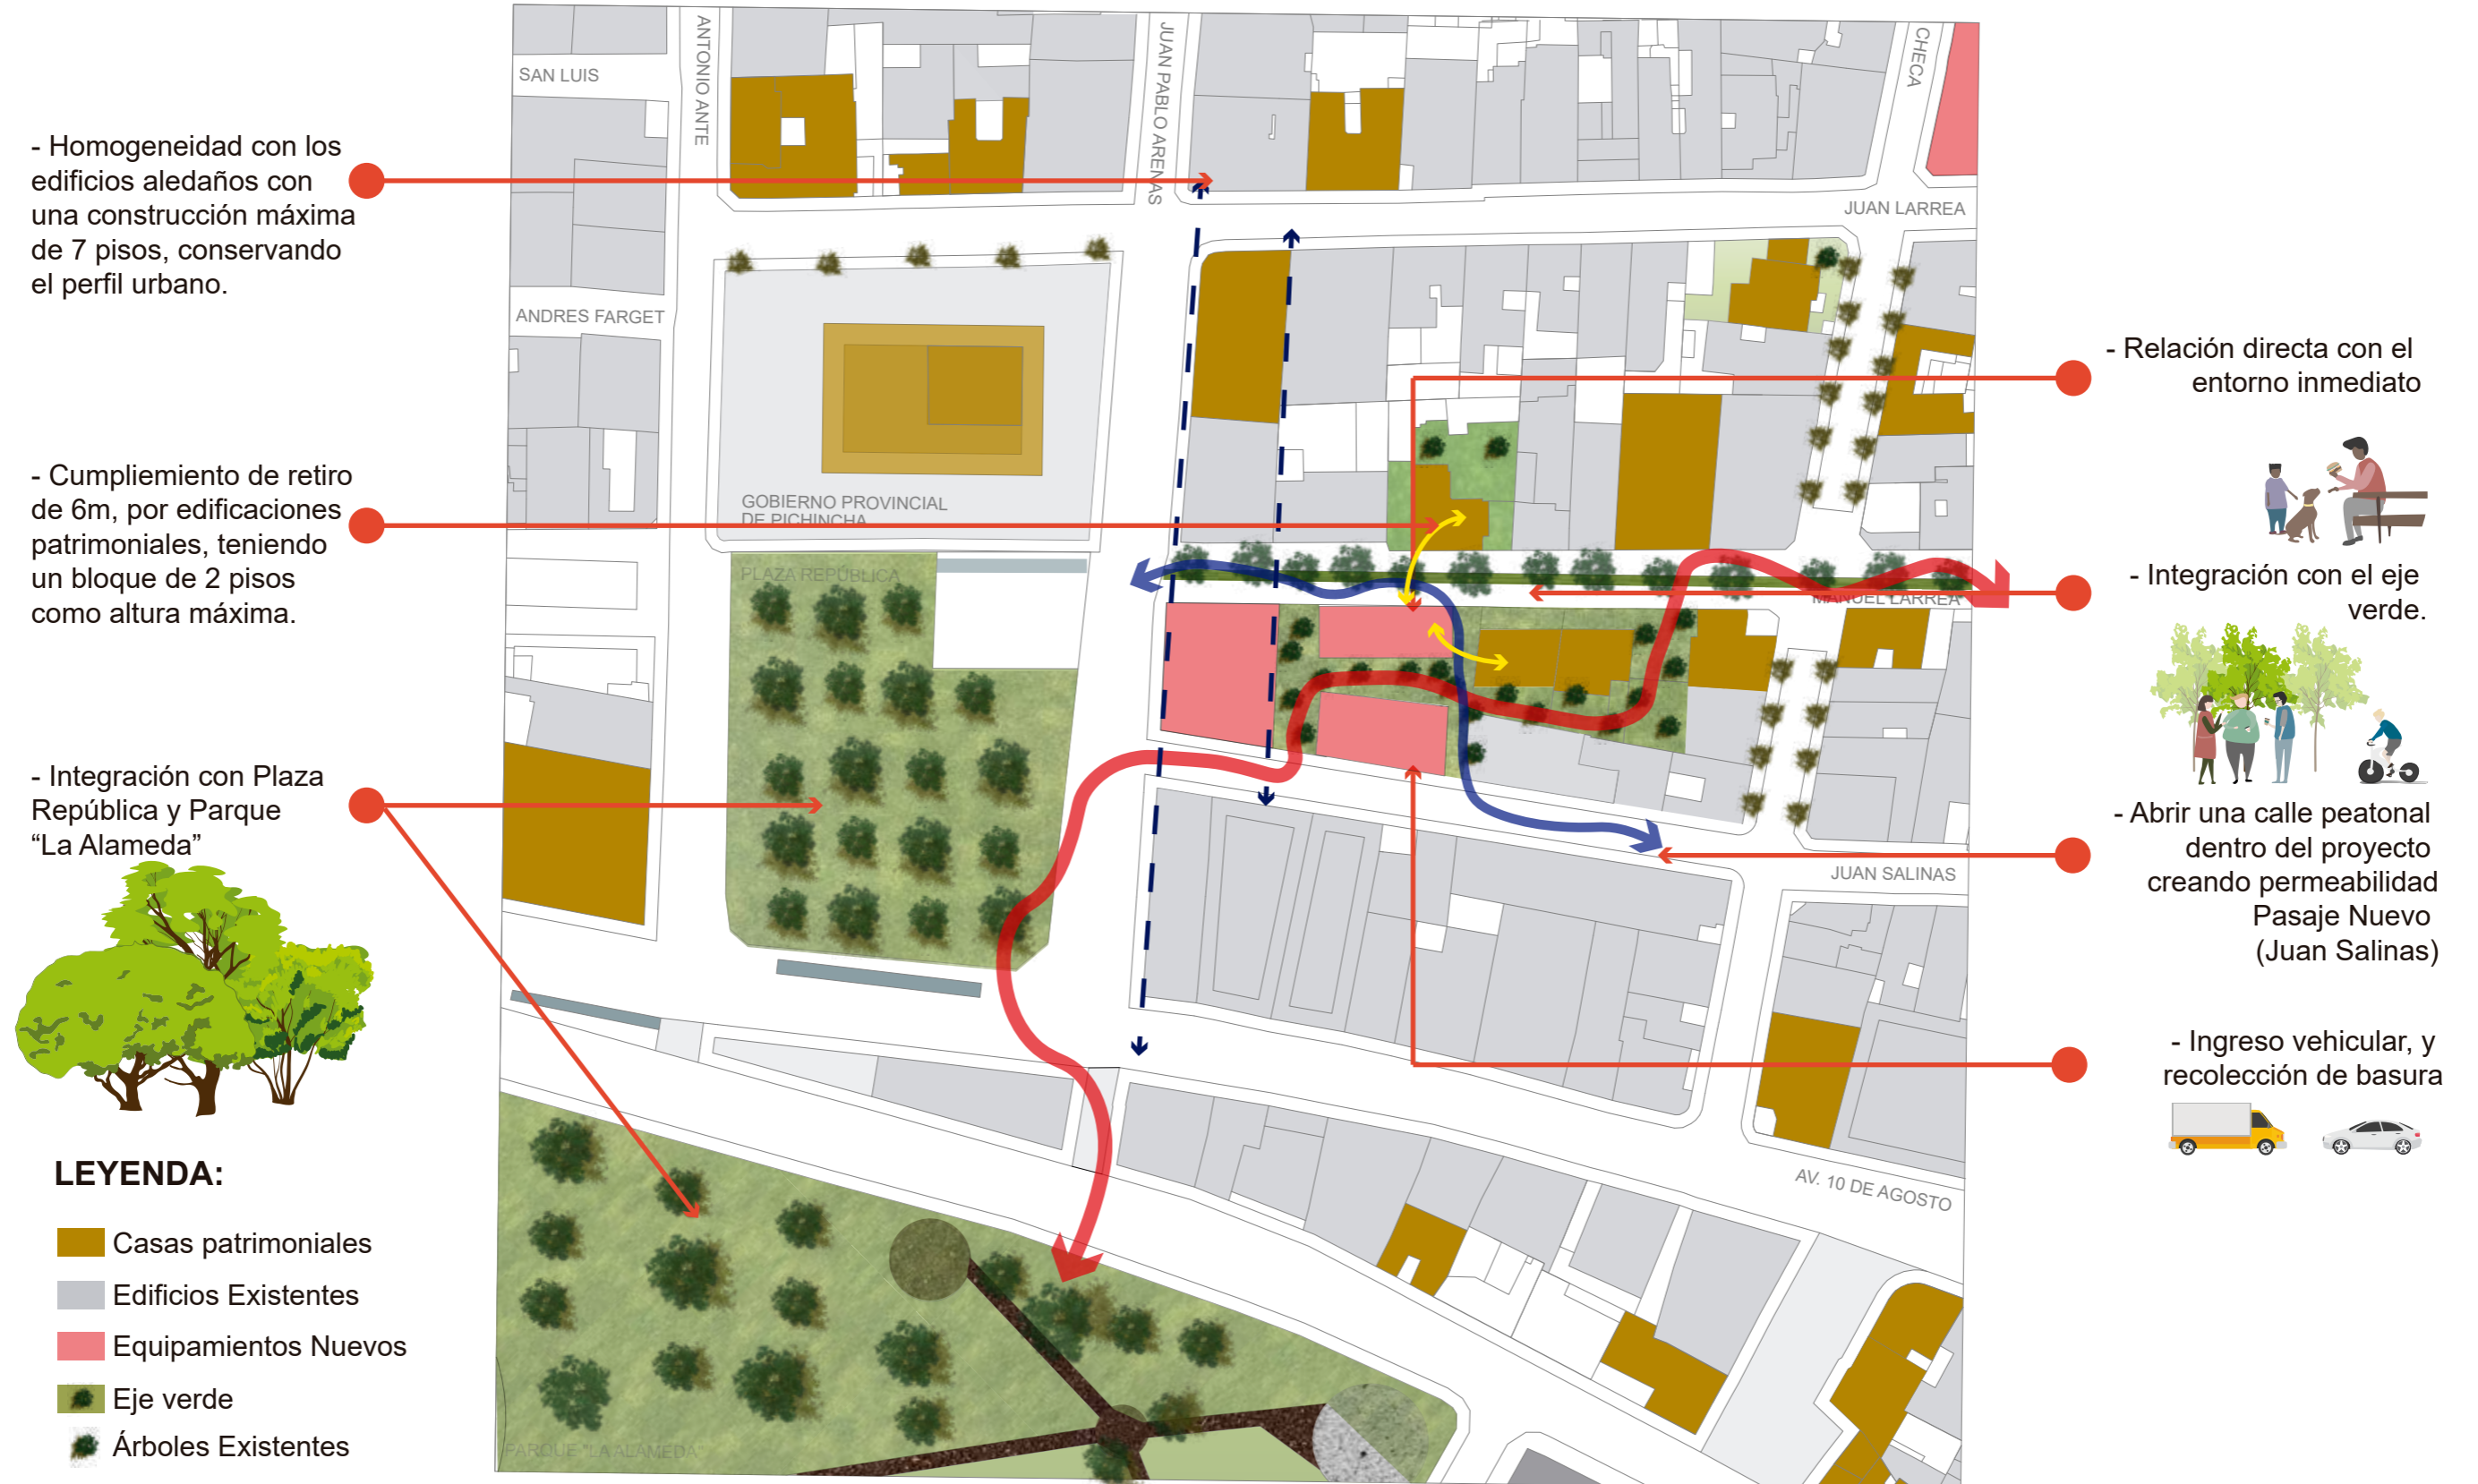 - Homogeneidad con los
edificios aledaños con
una construcción máxima
de 7 pisos, conservando
el perfil urbano.
- Cumpliemiento de retiro
de 6m, por edificaciones
patrimoniales, teniendo
un bloque de 2 pisos
como altura máxima.
- Integración con Plaza
República y Parque
“La Alameda”
LEYENDA:
Casas patrimoniales
Edificios Existentes
Equipamientos Nuevos
Eje verde
Árboles Existentes
SAN LUIS
ANTONIO ANTE
JUAN PABLO ARENAS
CHECA
JUAN LARREA
ANDRES FARGET
GOBIERNO PROVINCIAL
DE PICHINCHA
PLAZA REPÚBLICA
MANUEL LARREA
JUAN SALINAS
AV. 10 DE AGOSTO
PARQUE "LA ALAMEDA"
- Relación directa con el
entorno inmediato
- Integración con el eje
verde.
- Abrir una calle peatonal
dentro del proyecto
creando permeabilidad
Pasaje Nuevo
(Juan Salinas)
- Ingreso vehicular, y
recolección de basura